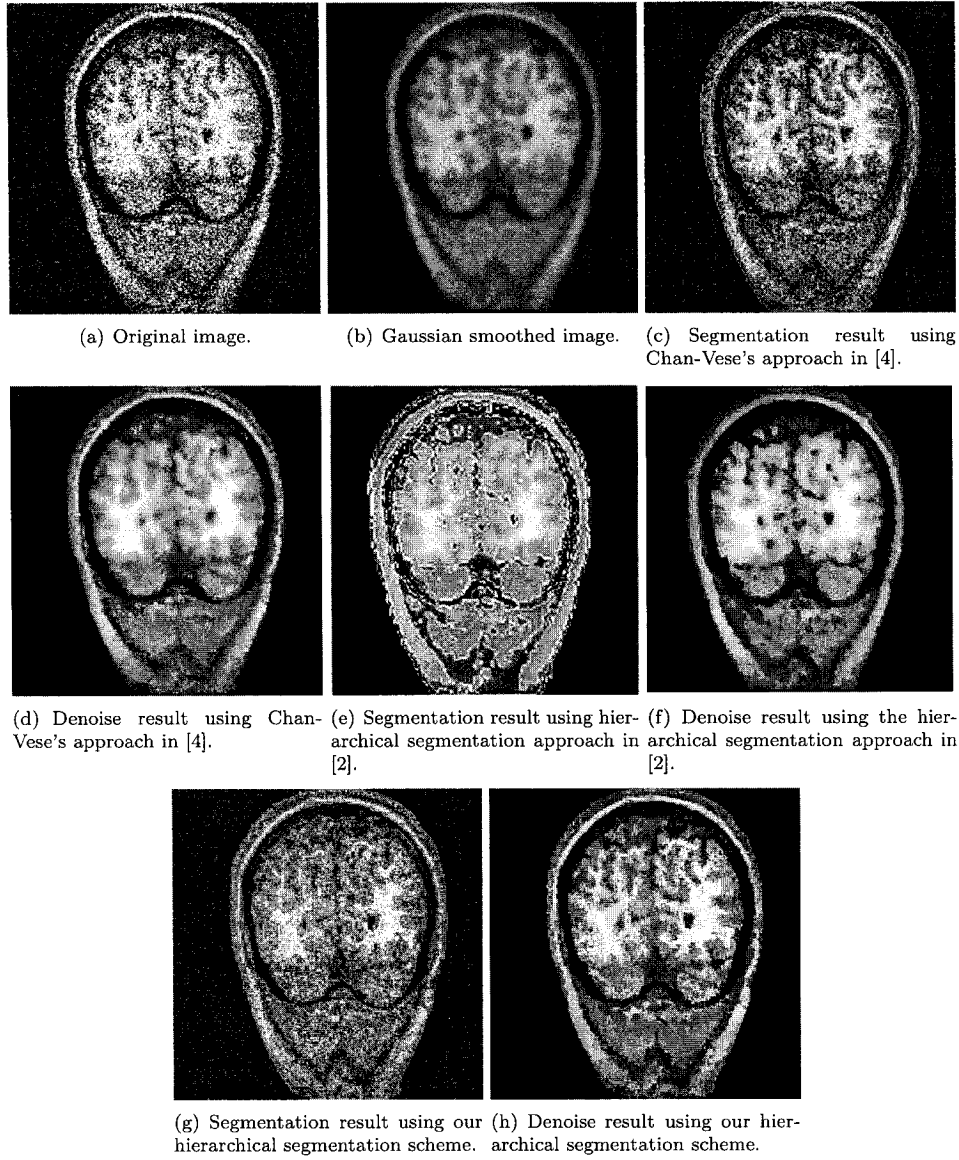 (a) Original image.
(b) Gaussian smoothed image.
(c) Segmentation result using
Chan-Vese's approach in [4].
(d) Denoise result using Chan-
Vese's approach in [4].
(e) Segmentation result using hier-
archical segmentation approach in
[2].
(f) Denoise result using the hier-
archical segmentation approach in
[2].
(g) Segmentation result using our
hierarchical segmentation scheme.
(h) Denoise result using our hier-
archical segmentation scheme.